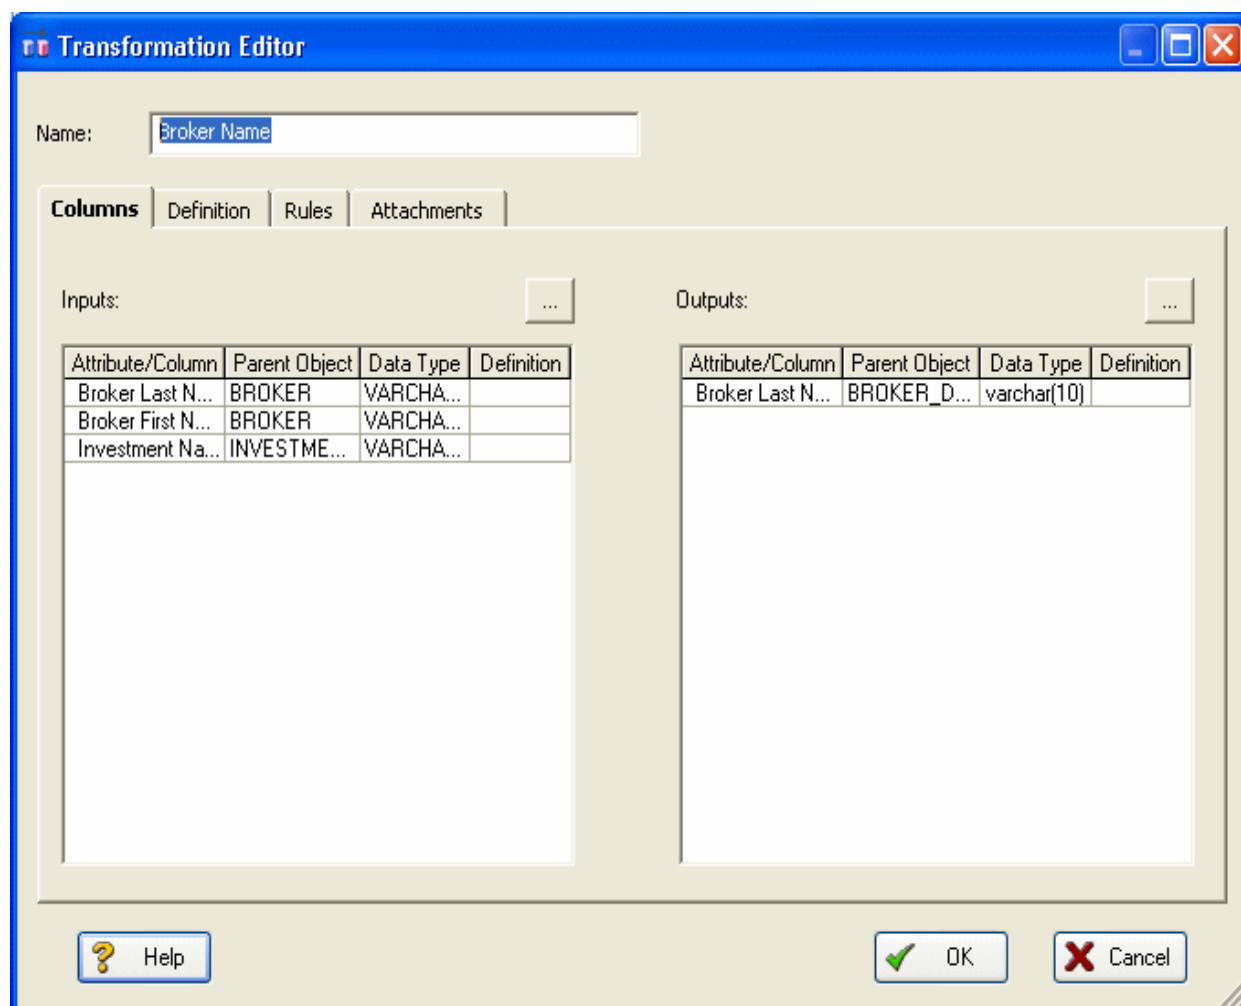 Transformation Editor
Name: Broker Name
Columns Definition Rules Attachments
Inputs: ... Outputs: ...
Attribute/Column Parent Object Data Type Definition Attribute/Column Parent Object Data Type Definition
Broker Last N... BROKER VARCHA... Broker Last N... BROKER_D... varchar(10)
Broker First N... BROKER VARCHA...
Investment Na... INVESTME... VARCHA...
Help OK Cancel